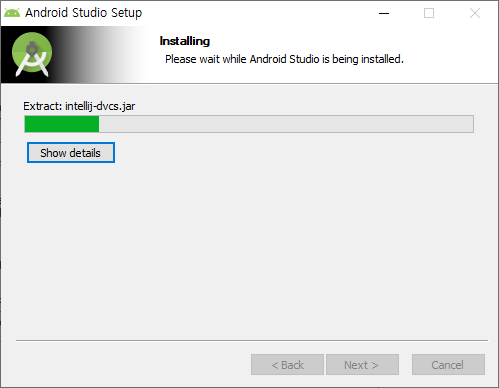 Android Studio Setup
Installing
Please wait while Android Studio is being installed.
Extract: intellij-dvcs.jar
Show details
< Back
Next >
Cancel